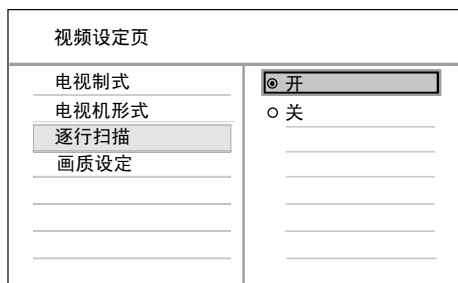 视频设定页
电视制式
电视机形式
逐行扫描
画质设定
开
关